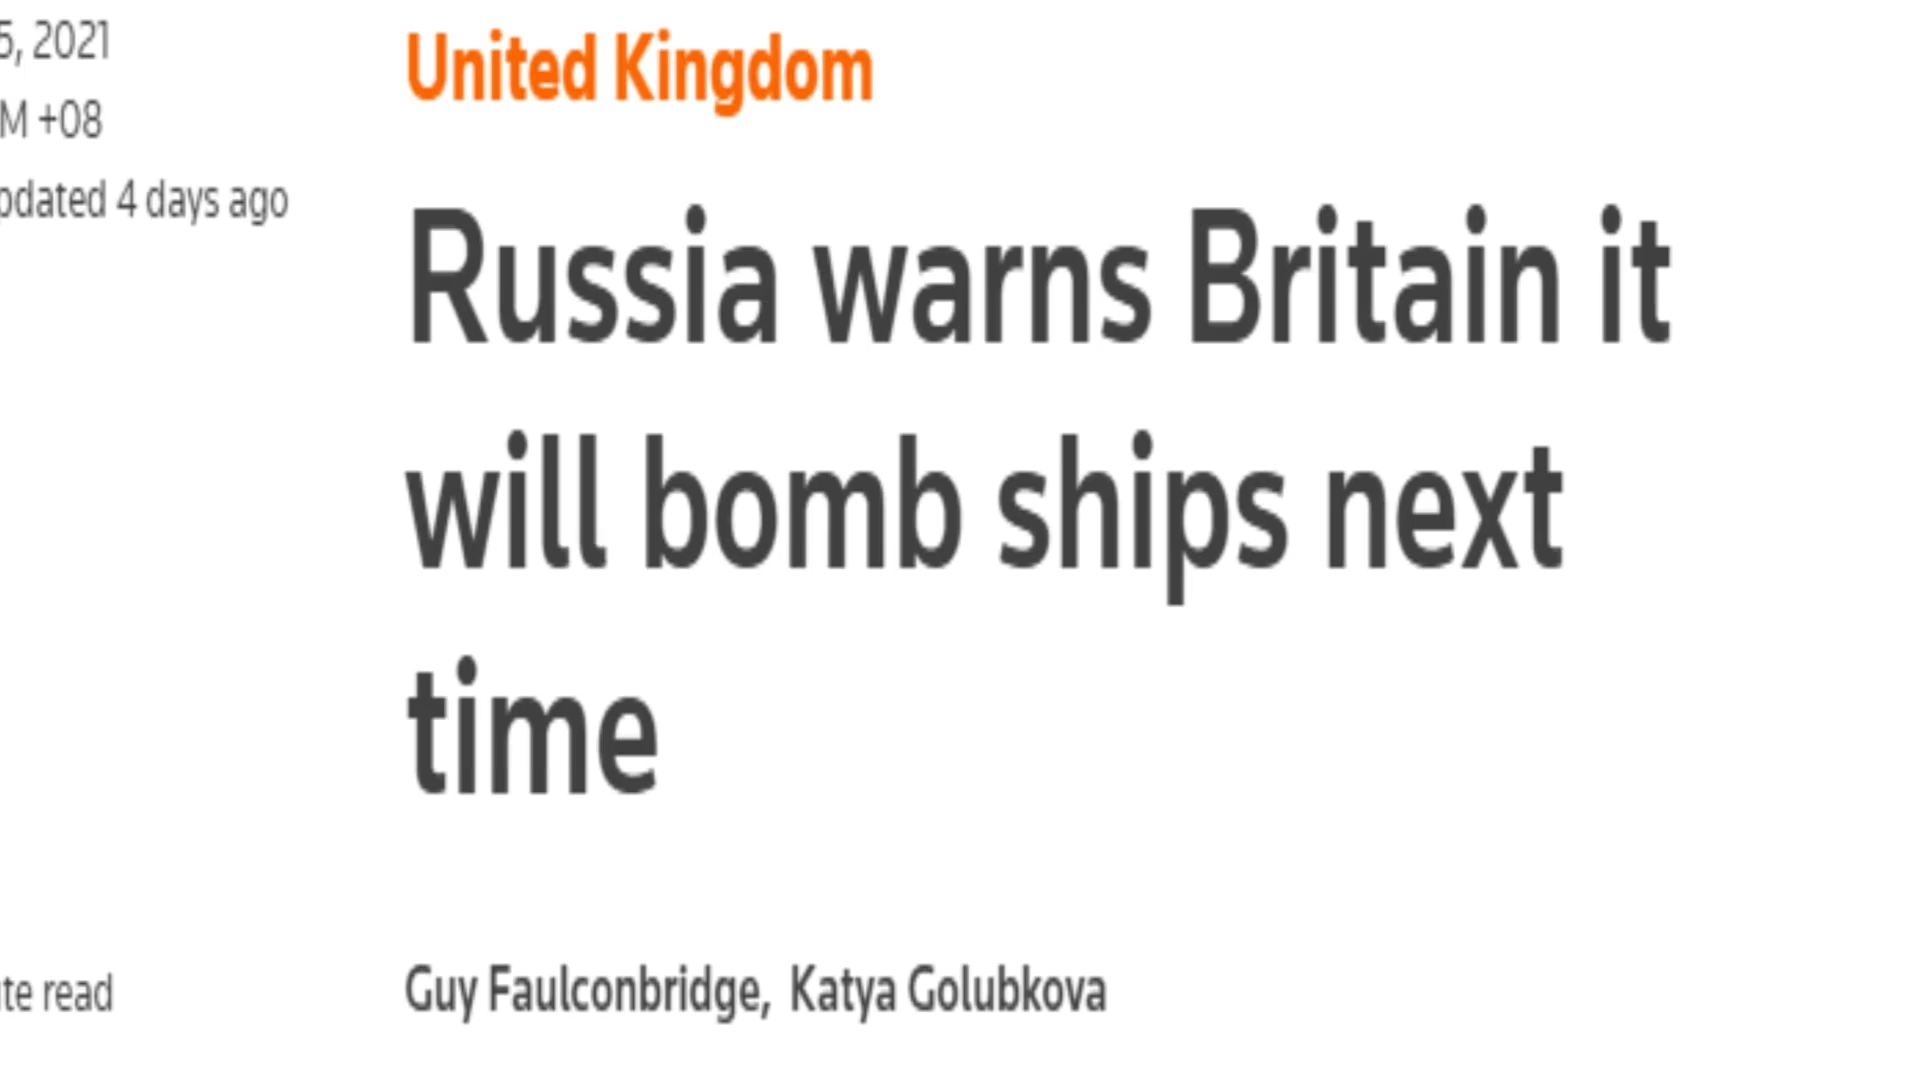 5, 2021
M +08
pdated 4 days ago
United Kingdom
Russia warns Britain it
will bomb ships next
time
te read
Guy Faulconbridge, Katya Golubkova